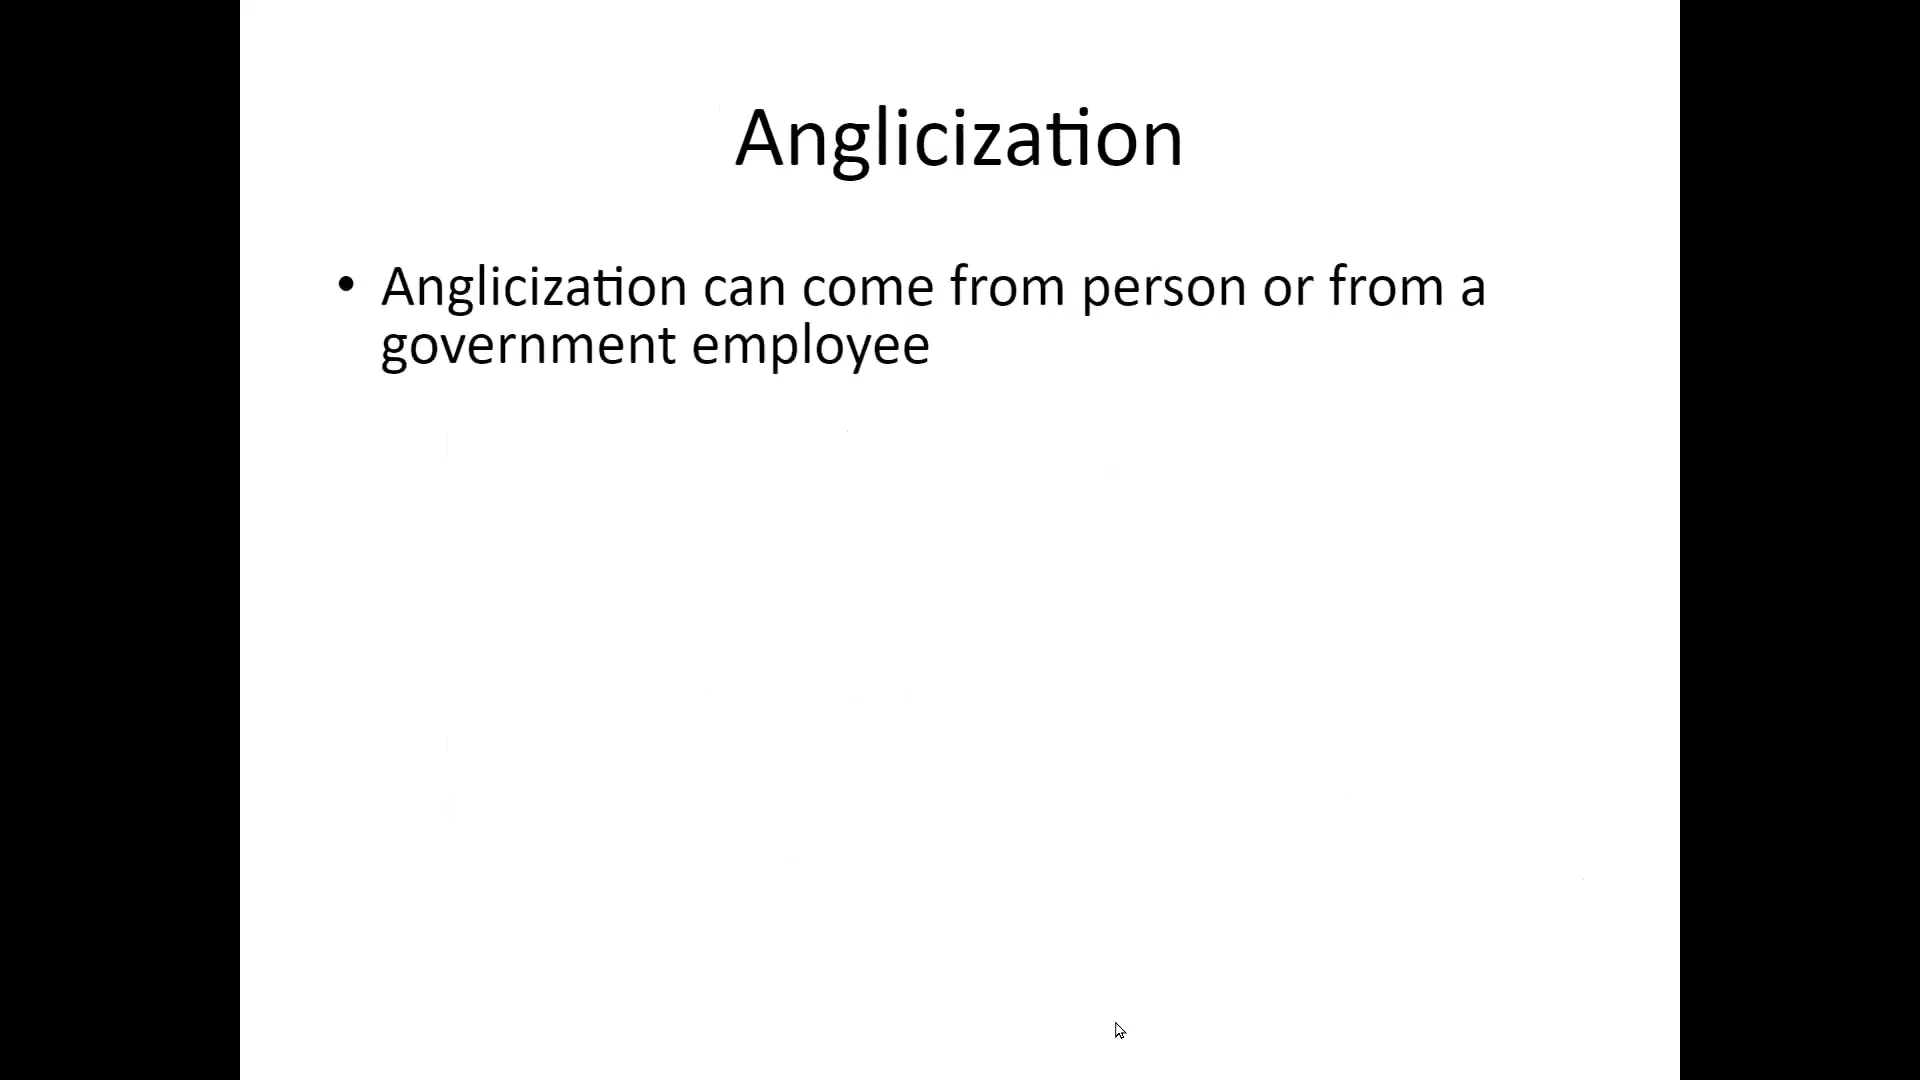 Anglicization
• Anglicization can come from person or from a
government employee